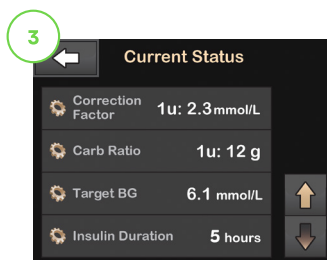 3
Current Status
Correction
Factor 1u: 2.3 mmol/L
Carb Ratio 1u: 12 g
Target BG 6.1 mmol/L
Insulin Duration 5 hours